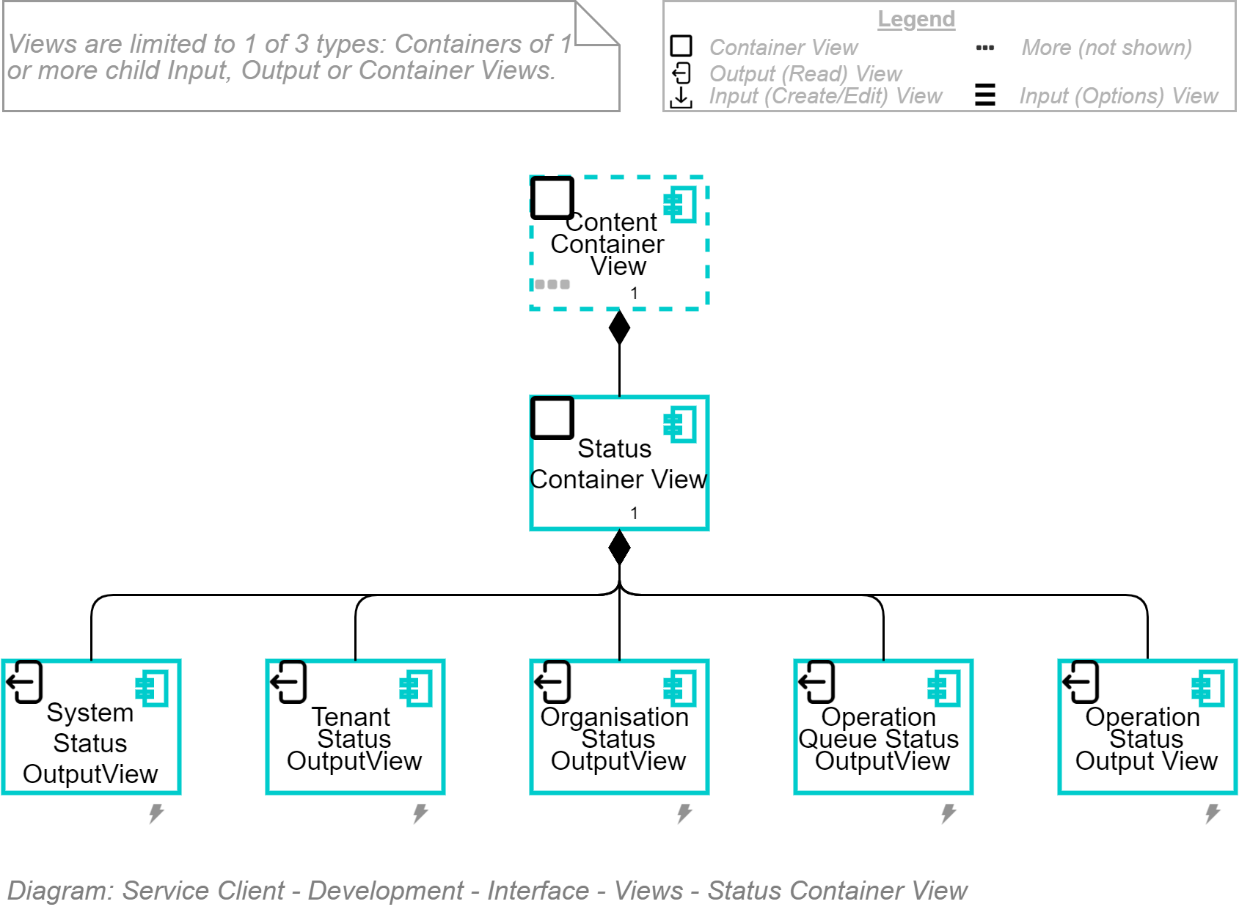 Views are limited to 1 of 3 types: Containers of 1
or more child Input, Output or Container Views.
Legend
Container View
More (not shown)
Output (Read) View
Input (Create/Edit) View
Input (Options) View
Content
Container
View
1
Status
Container View
1
System
Status
OutputView
Tenant
Status
OutputView
Organisation
Status
OutputView
Operation
Queue Status
OutputView
Operation
Status
Output View
Diagram: Service Client - Development - Interface - Views - Status Container View